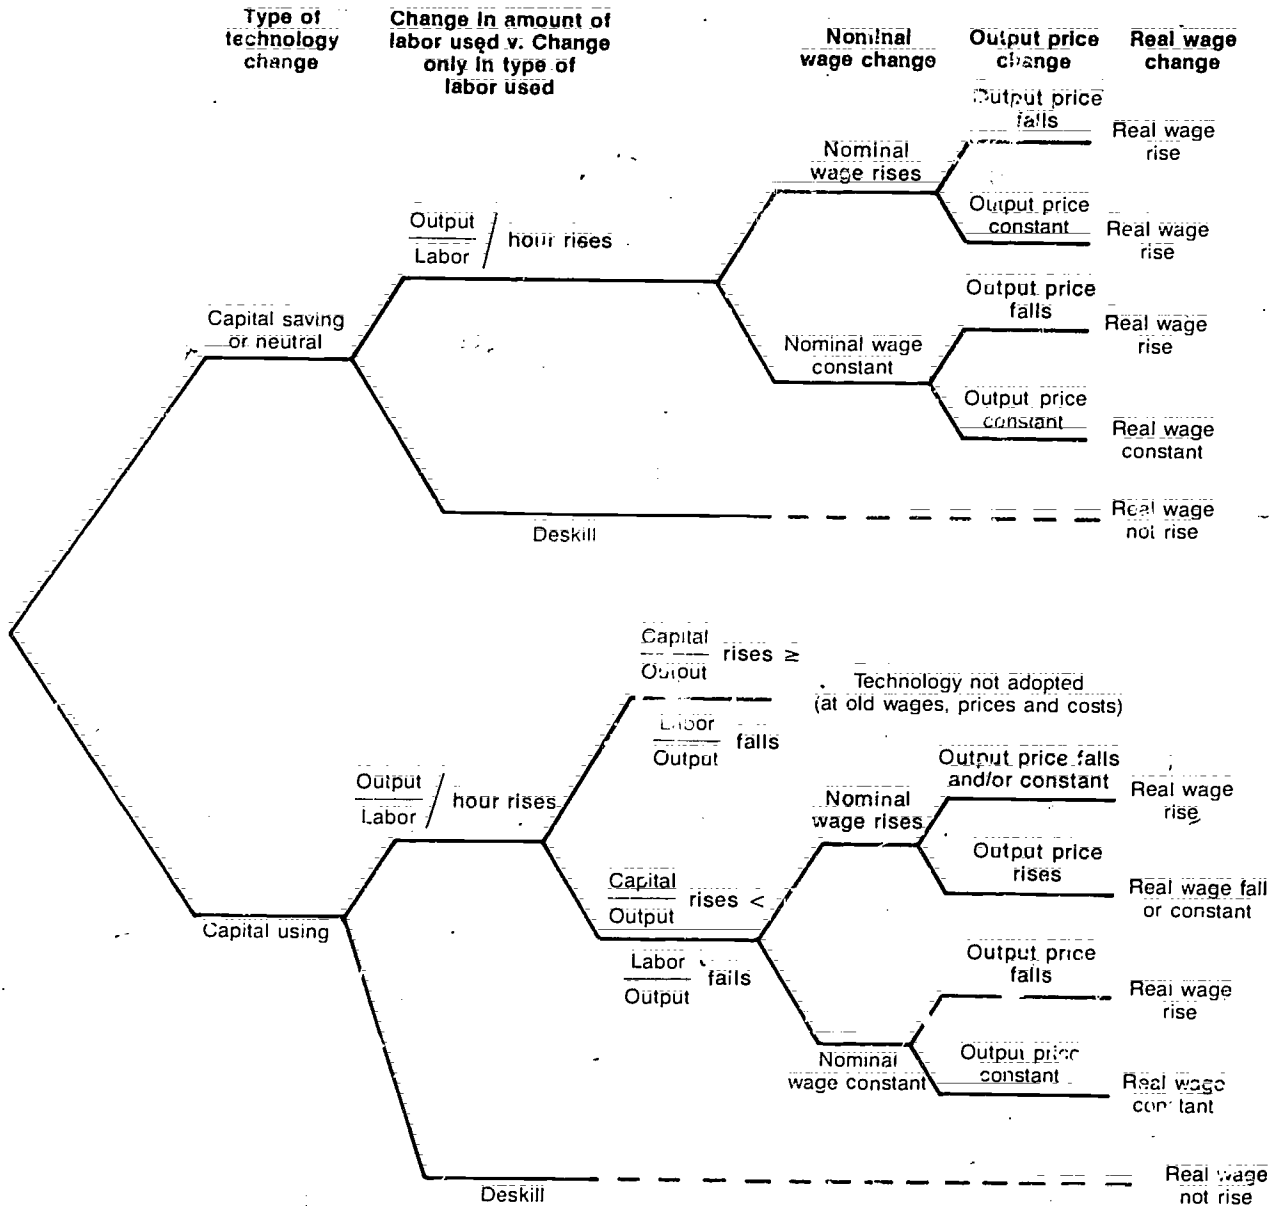 Type of
technology
change
Change in amount of
labor used v. Change
only in type of
labor used
Nominal
wage change
Output price
change
Real wage
change
Output price
falls
Real wage
rise
Nominal
wage rises
Output price
constant
Real wage
rise
Output
Labor / hour rises
Output price
falls
Real wage
rise
Capital saving
or neutral
Nominal wage
constant
Output price
constant
Real wage
constant
Deskill
Real wage
not rise
Capital
Output rises ≥
Labor
Output falls
Technology not adopted
(at old wages, prices and costs)
Output
Labor / hour rises
Nominal
wage rises
Output price falls
and/or constant
Real wage
rise
Output price
rises
Real wage fall
or constant
Capital using
Capital
Output rises <
Labor
Output falls
Output price
falls
Real wage
rise
Nominal
wage constant
Output price
constant
Real wage
constant
Deskill
Real wage
not rise